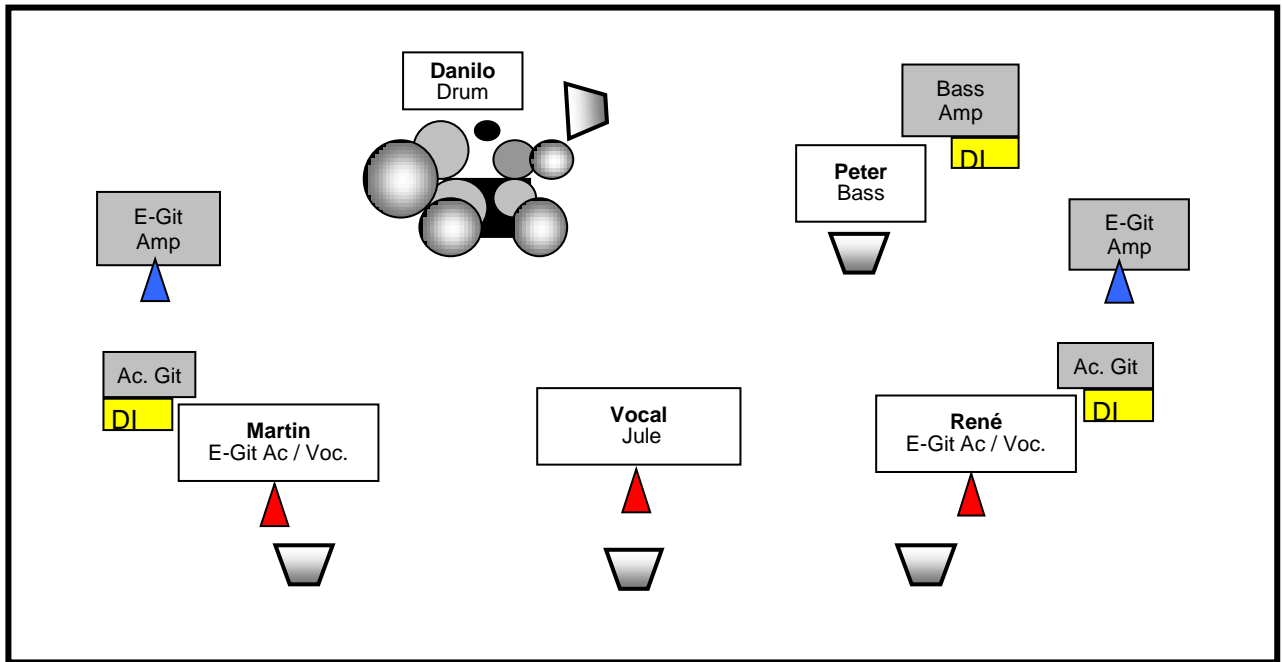 Danilo
Drum
Bass
Amp
DI
Peter
Bass
E-Git
Amp
E-Git
Amp
Ac. Git
DI
Martin
E-Git Ac / Voc.
Vocal
Jule
René
E-Git Ac / Voc.
Ac. Git
DI